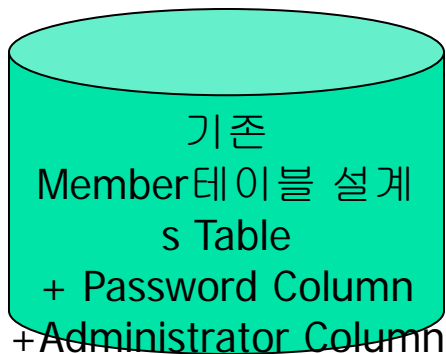 기존
Member테이블 설계
s Table
+ Password Column
+Administrator Column